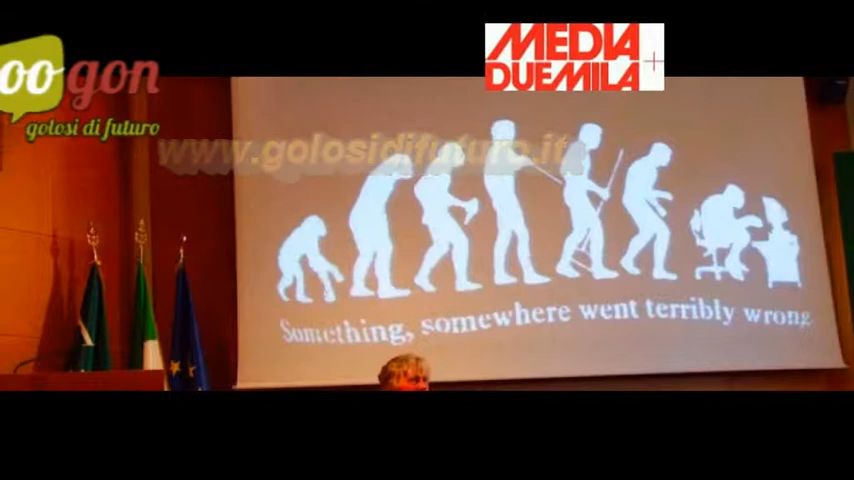 MEDIA
DUEMILA+
oogon
golosi di futuro
www.golosidifuturo.it
Something, somewhere went terribly wrong